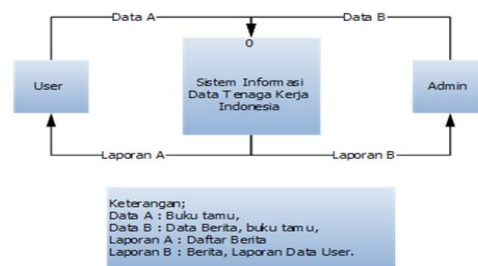 Data A
Data B
0
User
Sistem Informasi
Data Tenaga Kerja
Indonesia
Admin
Laporan A
Laporan B
Keterangan;
Data A : Buku tamu,
Data B : Data Berita, buku tamu,
Laporan A : Daftar Berita
Laporan B : Berita, Laporan Data User.